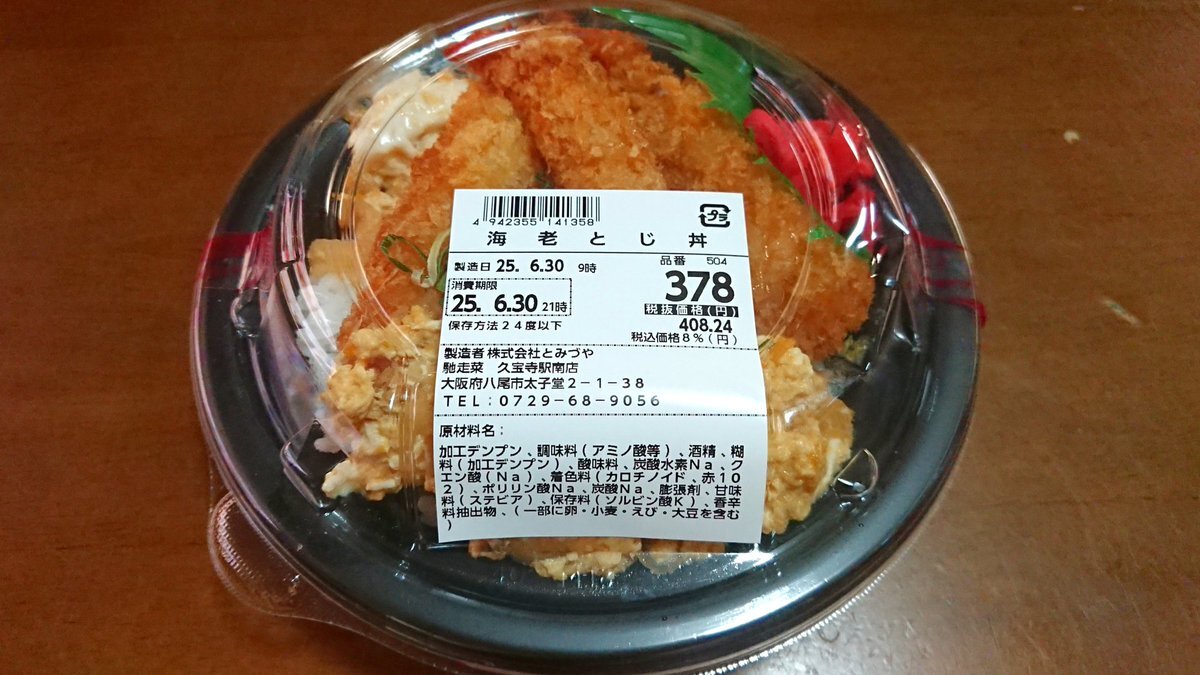 4 942355 141358
プラ
海老とじ丼
製造日 25. 6.30 9時
品番 504
消費期限
25. 6.30 21時
378
税抜価格(円)
保存方法24度以下
408.24
税込価格8%(円)
製造者 株式会社とみづや
馳走菜 久宝寺駅南店
大阪府八尾市太子堂2-1-38
TEL:0729-68-9056
原材料名:
加工デンプン、調味料(アミノ酸等)、酒精、糊
料(加工デンプン)、酸味料、炭酸水素Na、ク
エン酸(Na)、着色料(カロチノイド、赤10
2)、ポリリン酸Na、炭酸Na、膨張剤、甘味
料(ステビア)、保存料(ソルビン酸K)、香辛
料抽出物、(一部に卵・小麦・えび・大豆を含む
)